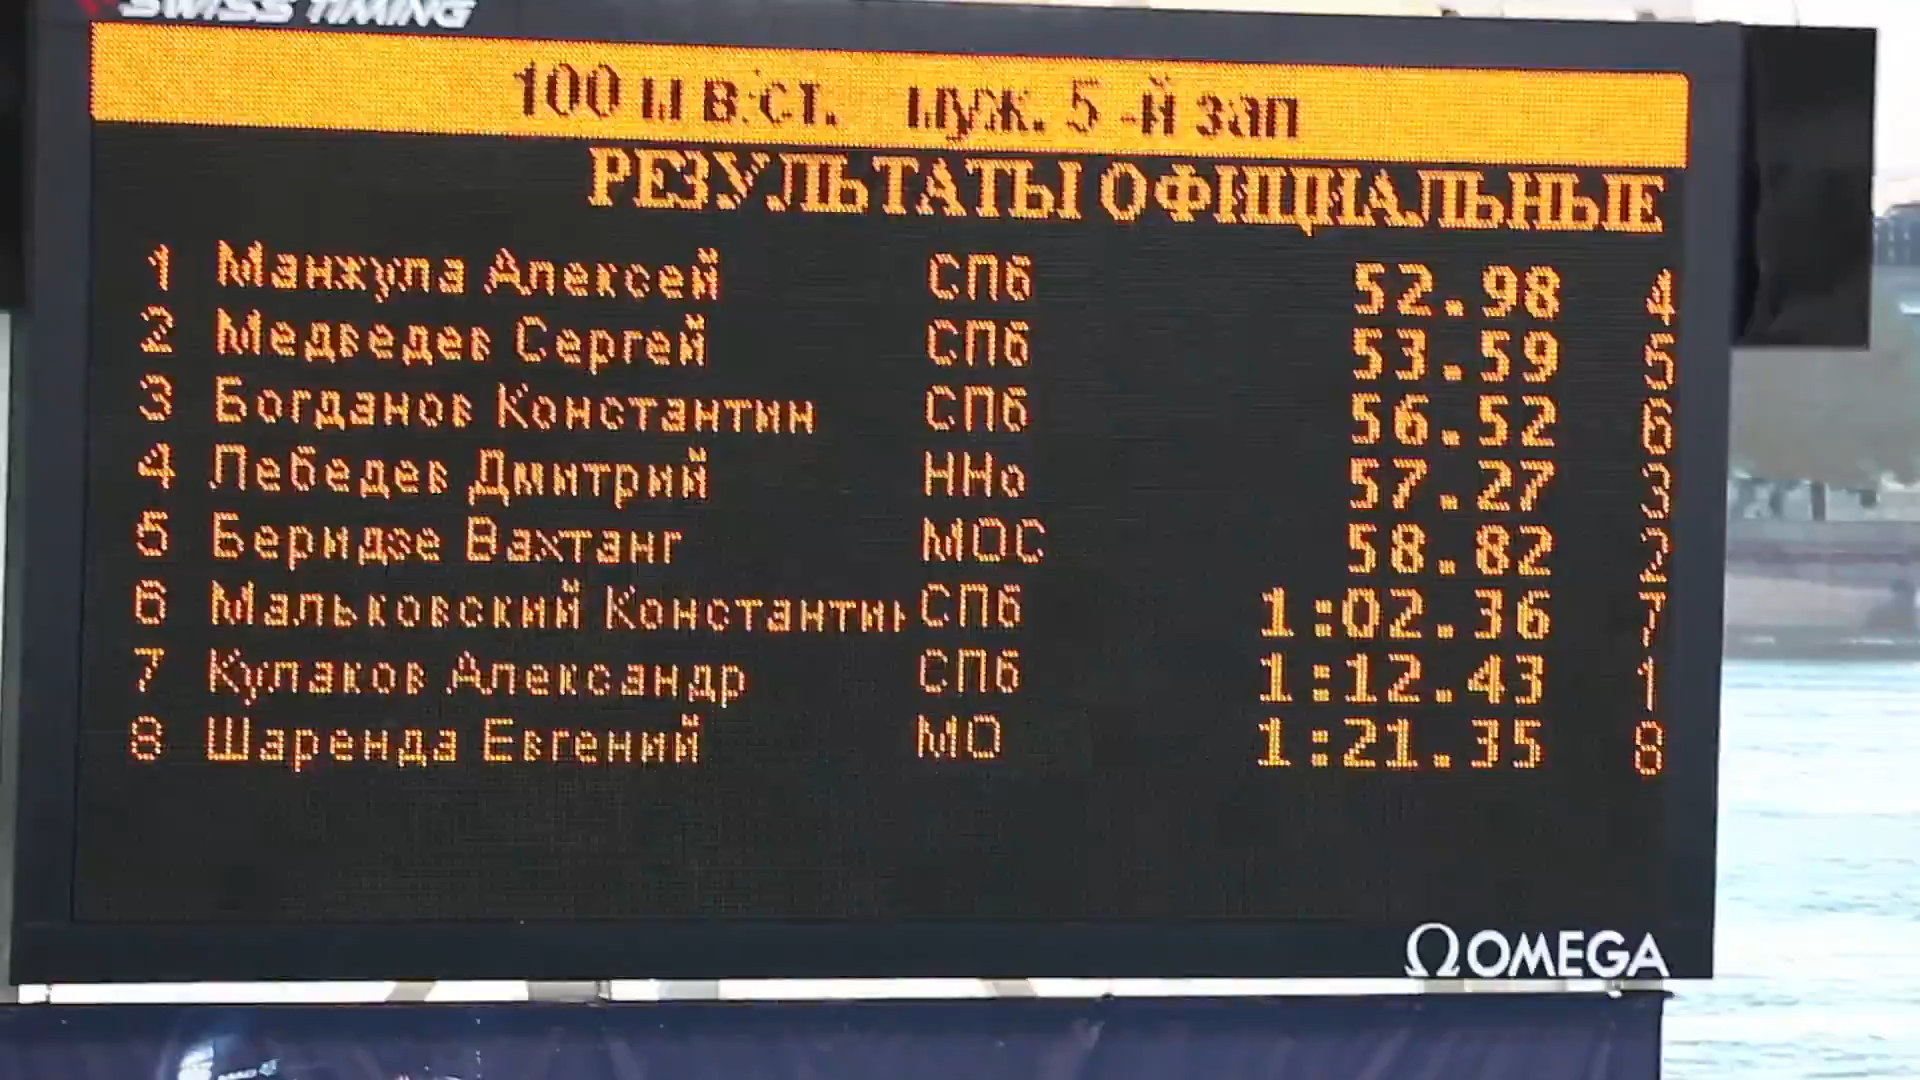 SWISS TIMING
100 м в.ст. муж. 5 -й зап
РЕЗУЛЬТАТЫ ОФИЦИАЛЬНЫЕ
1 Манжула Алексей СПб 52.98 4
2 Медведев Сергей СПб 53.59 5
3 Богданов Константин СПб 56.52 6
4 Лебедев Дмитрий ННо 57.27 3
5 Беридзе Вахтанг МОС 58.82 2
6 Мальковский Константин СПб 1:02.36 7
7 Кулаков Александр СПб 1:12.43 1
8 Шаренда Евгений МО 1:21.35 8
Ω OMEGA